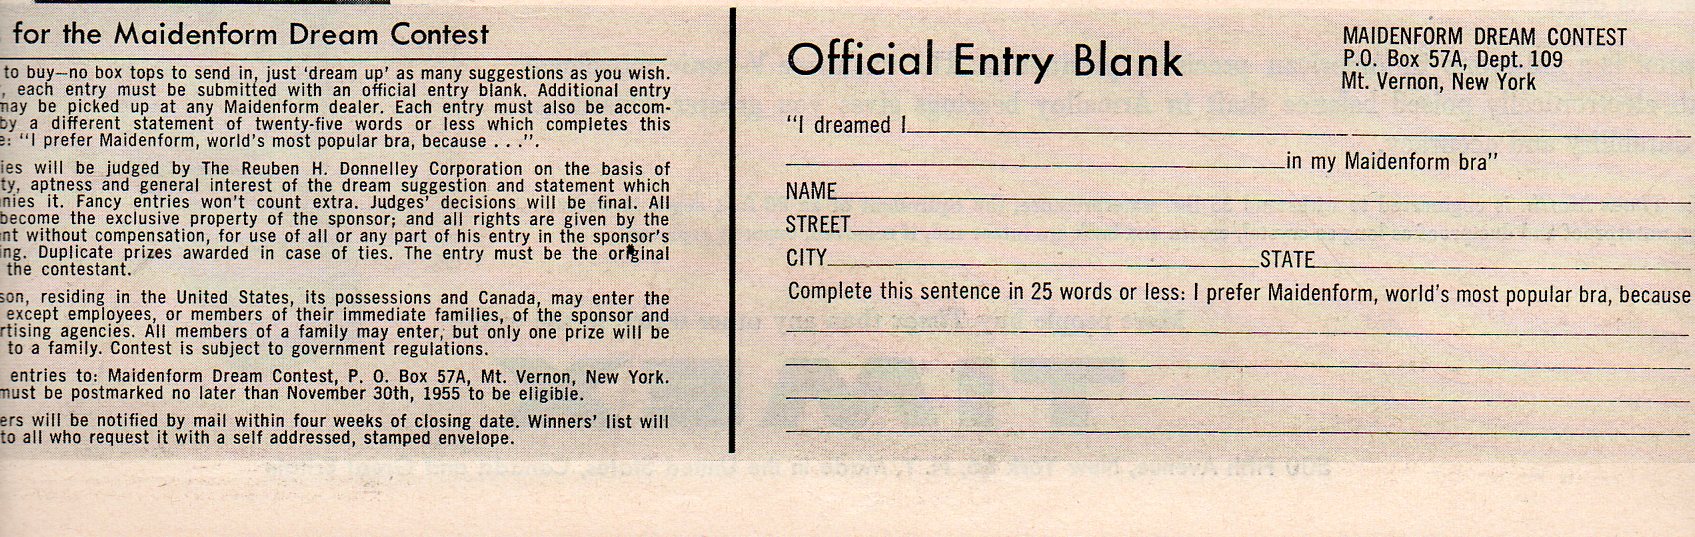 for the Maidenform Dream Contest
to buy—no box tops to send in, just 'dream up' as many suggestions as you wish.
, each entry must be submitted with an official entry blank. Additional entry
may be picked up at any Maidenform dealer. Each entry must also be accom-
by a different statement of twenty-five words or less which completes this
e: "I prefer Maidenform, world's most popular bra, because . . .".
ies will be judged by The Reuben H. Donnelley Corporation on the basis of
ty, aptness and general interest of the dream suggestion and statement which
nies it. Fancy entries won't count extra. Judges' decisions will be final. All
become the exclusive property of the sponsor; and all rights are given by the
nt without compensation, for use of all or any part of his entry in the sponsor's
ing. Duplicate prizes awarded in case of ties. The entry must be the original
the contestant.
son, residing in the United States, its possessions and Canada, may enter the
except employees, or members of their immediate families, of the sponsor and
rtising agencies. All members of a family may enter, but only one prize will be
to a family. Contest is subject to government regulations.
entries to: Maidenform Dream Contest, P. O. Box 57A, Mt. Vernon, New York.
must be postmarked no later than November 30th, 1955 to be eligible.
ers will be notified by mail within four weeks of closing date. Winners' list will
to all who request it with a self addressed, stamped envelope.
Official Entry Blank
MAIDENFORM DREAM CONTEST
P.O. Box 57A, Dept. 109
Mt. Vernon, New York
"I dreamed I
in my Maidenform bra"
NAME
STREET
CITY STATE
Complete this sentence in 25 words or less: I prefer Maidenform, world's most popular bra, because